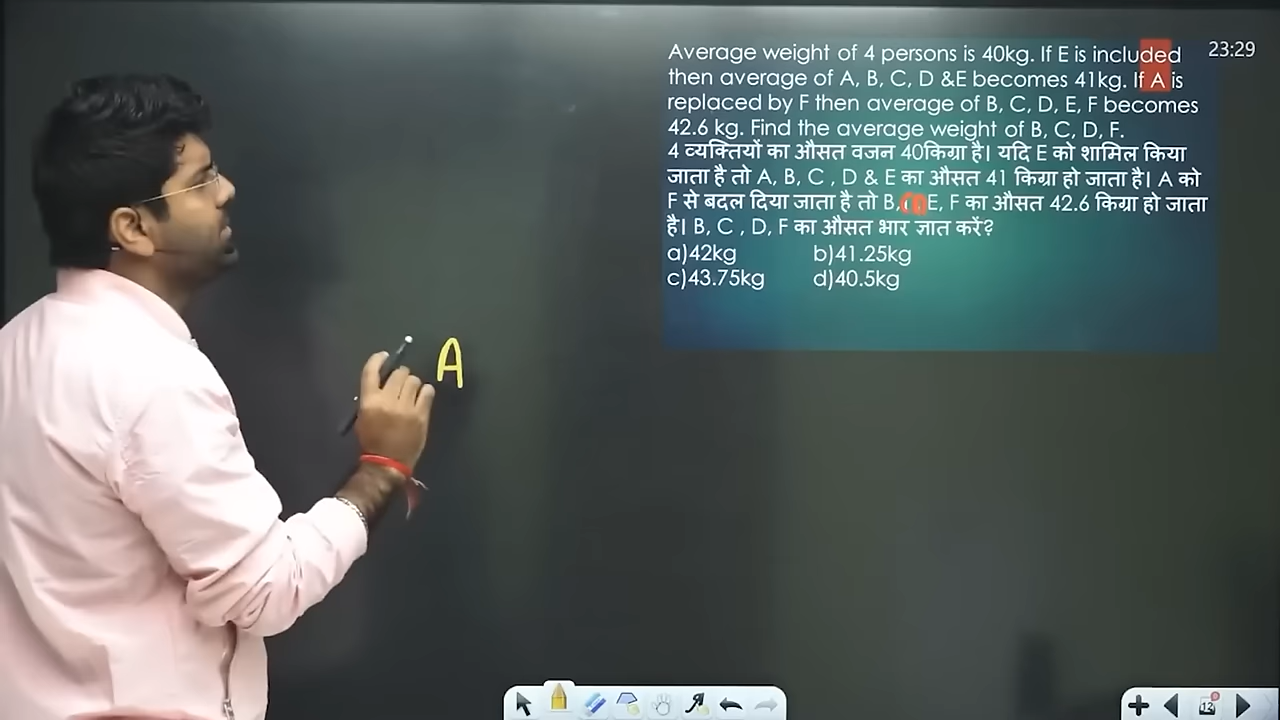 Average weight of 4 persons is 40kg. If E is included
23:29
then average of A, B, C, D &E becomes 41kg. If A is
replaced by F then average of B, C, D, E, F becomes
42.6 kg. Find the average weight of B, C, D, F.
4 व्यक्तियों का औसत वजन 40किग्रा है। यदि E को शामिल किया
जाता है तो A, B, C , D & E का औसत 41 किग्रा हो जाता है। A को
F से बदल दिया जाता है तो B, E, F का औसत 42.6 किग्रा हो जाता
है। B, C , D, F का औसत भार ज्ञात करें?
a)42kg b)41.25kg
c)43.75kg d)40.5kg
A
12